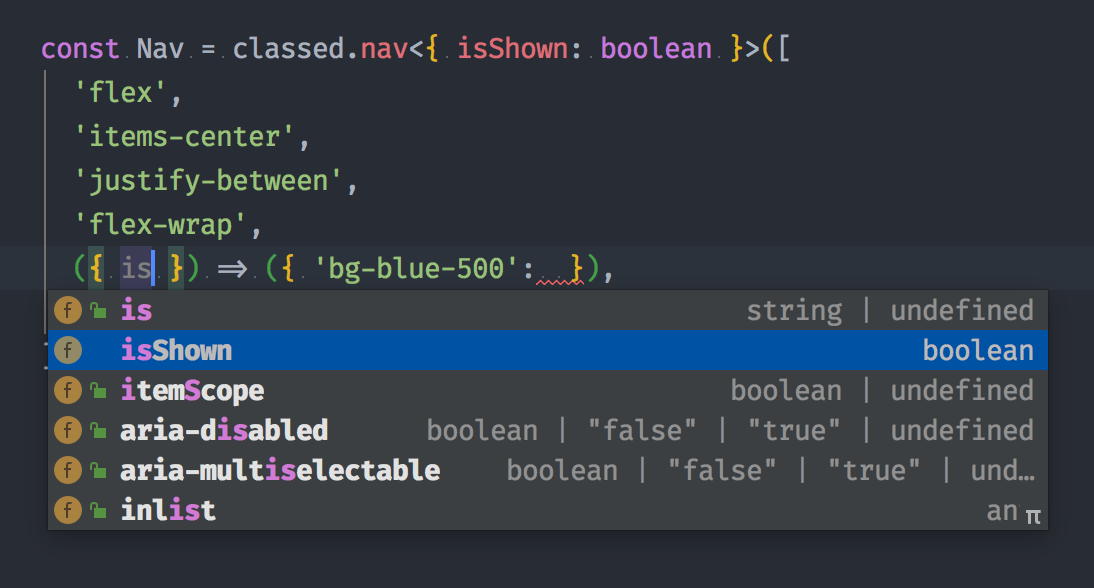 const Nav = classed.nav<{ isShown: boolean }>([
'flex',
'items-center',
'justify-between',
'flex-wrap',
({ is }) => ({ 'bg-blue-500':  }),
f is string | undefined
f isShown boolean
f itemScope boolean | undefined
f aria-disabled boolean | "false" | "true" | undefined
f aria-multiselectable boolean | "false" | "true" | und…
f inlist an π